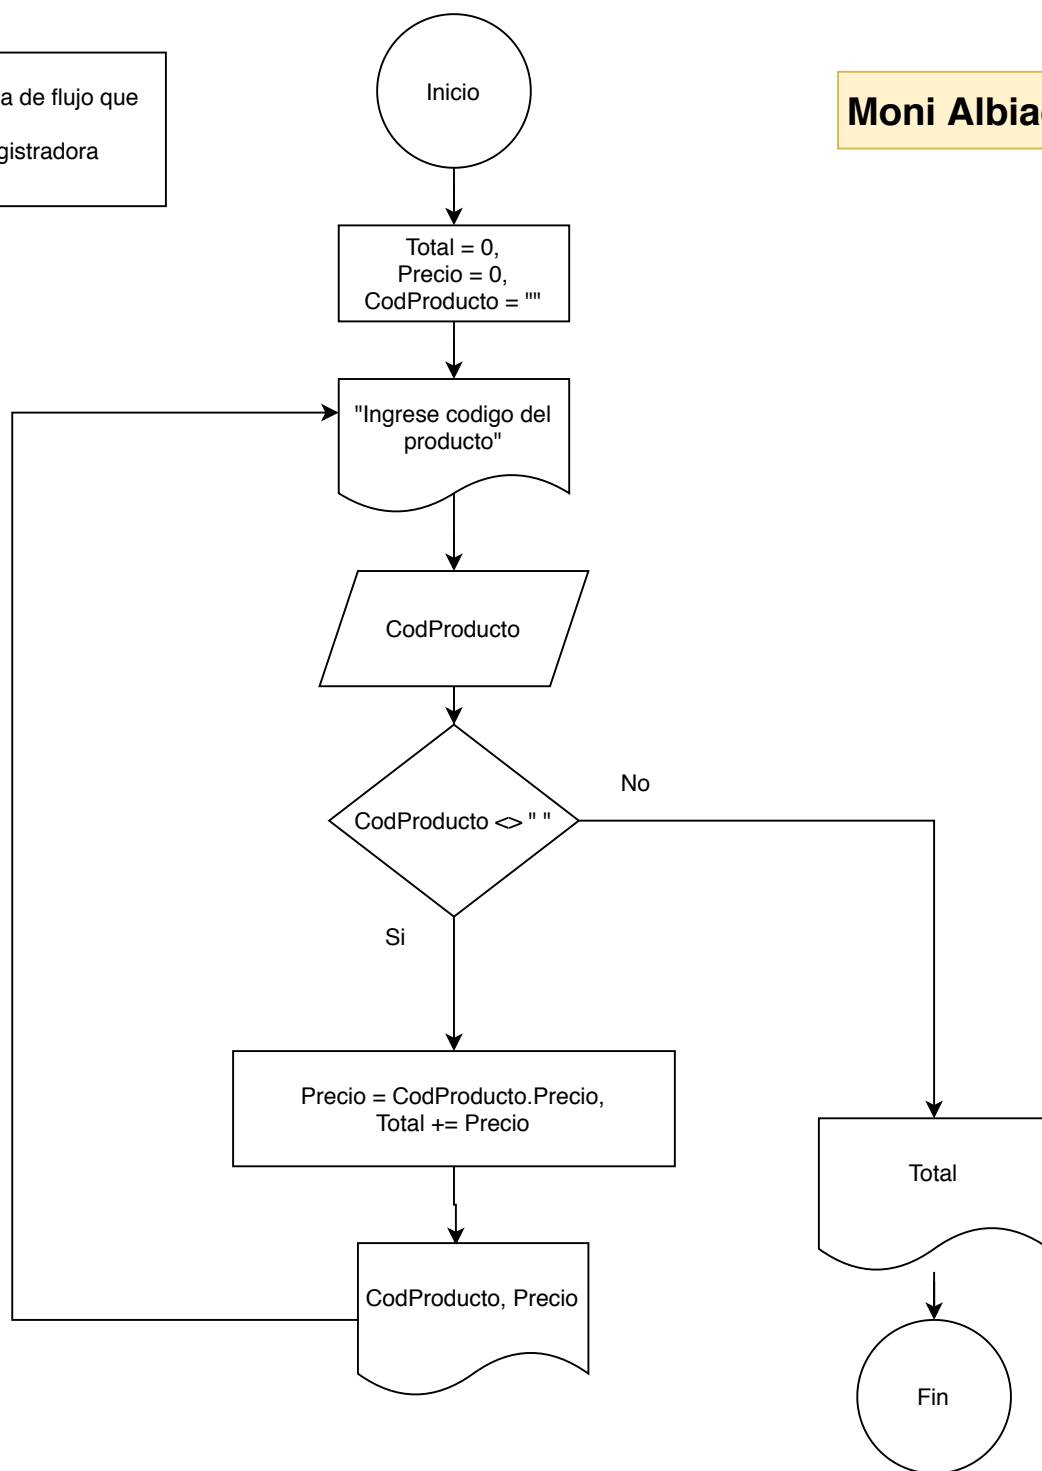 a de flujo que
gistradora
Inicio
Moni
Total = 0,
Precio = 0,
CodProducto = ""
"Ingrese codigo del
producto"
CodProducto
CodProducto <> " "
No
Si
Precio = CodProducto.Precio,
Total += Precio
Total
CodProducto, Precio
Fin